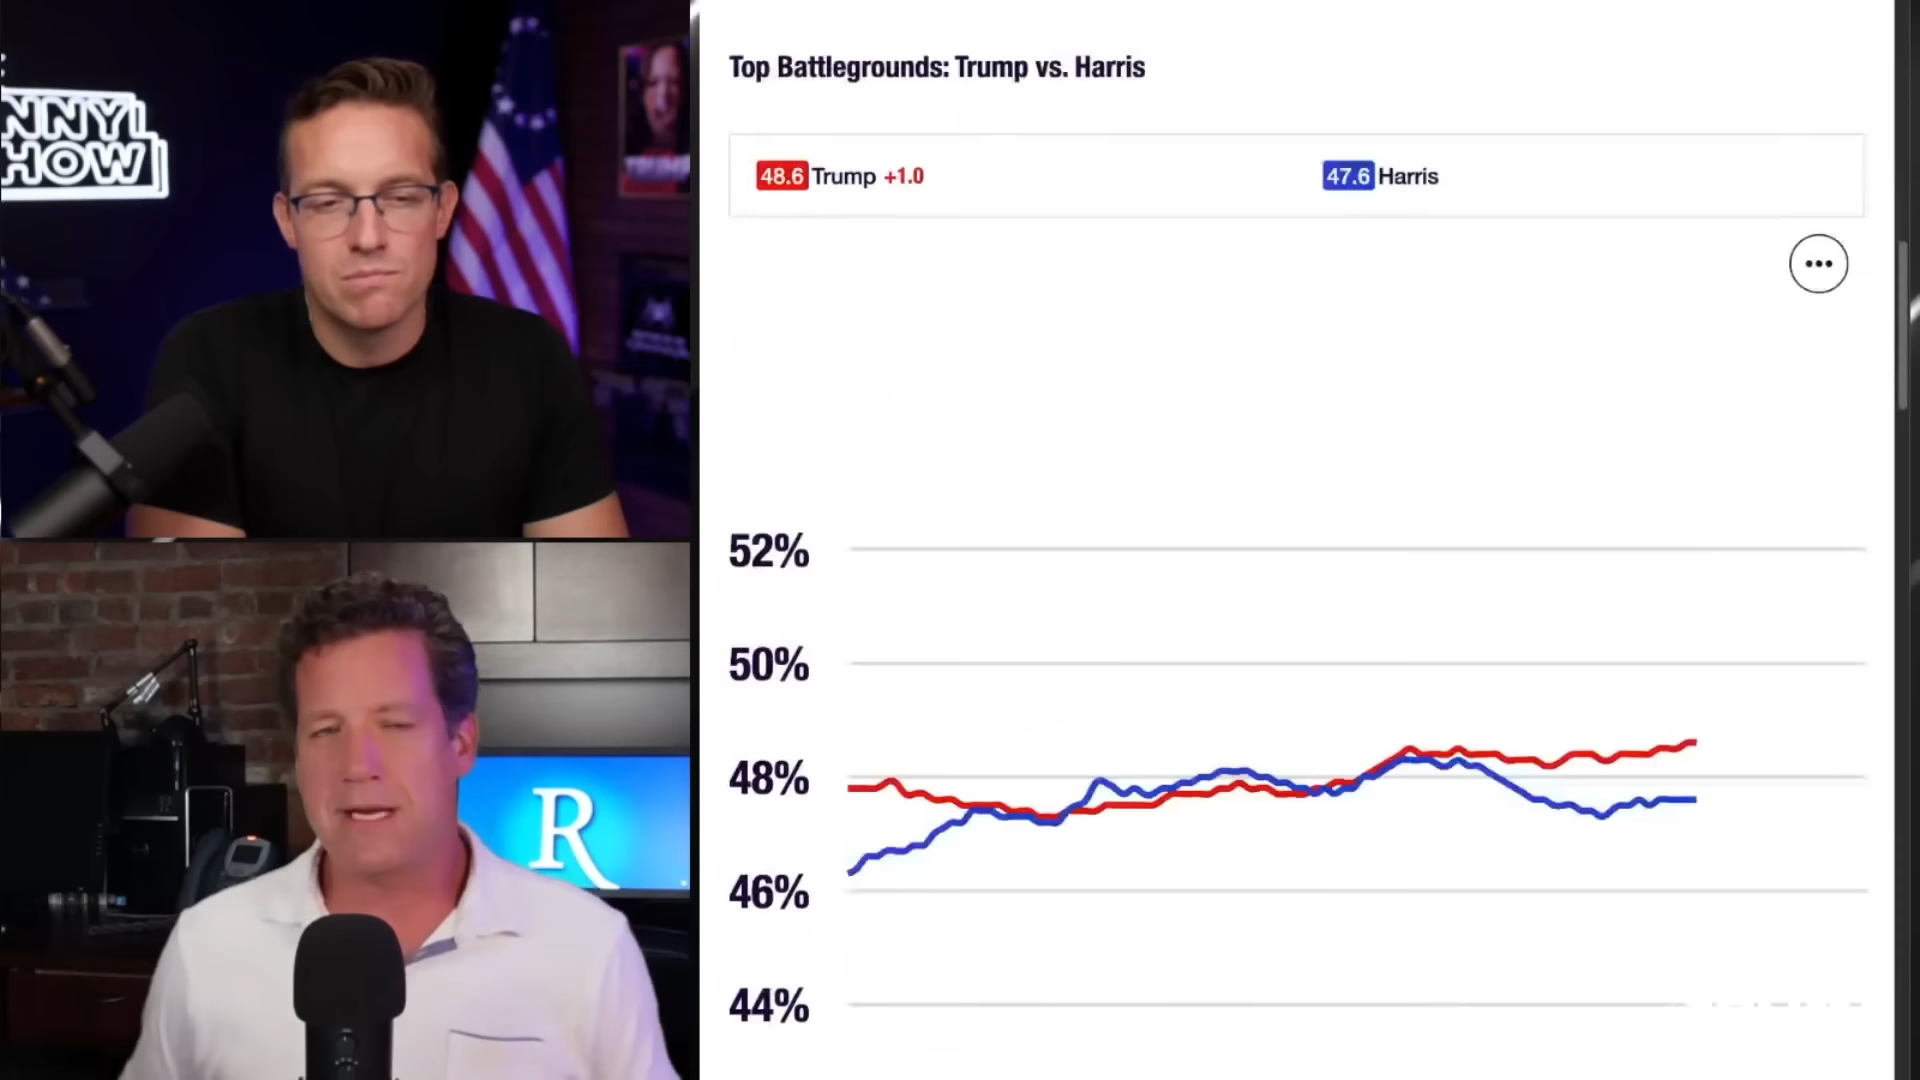 NNY
HOW
Top Battlegrounds: Trump vs. Harris
48.6 Trump +1.0
47.6 Harris
52%
50%
48%
46%
44%
R